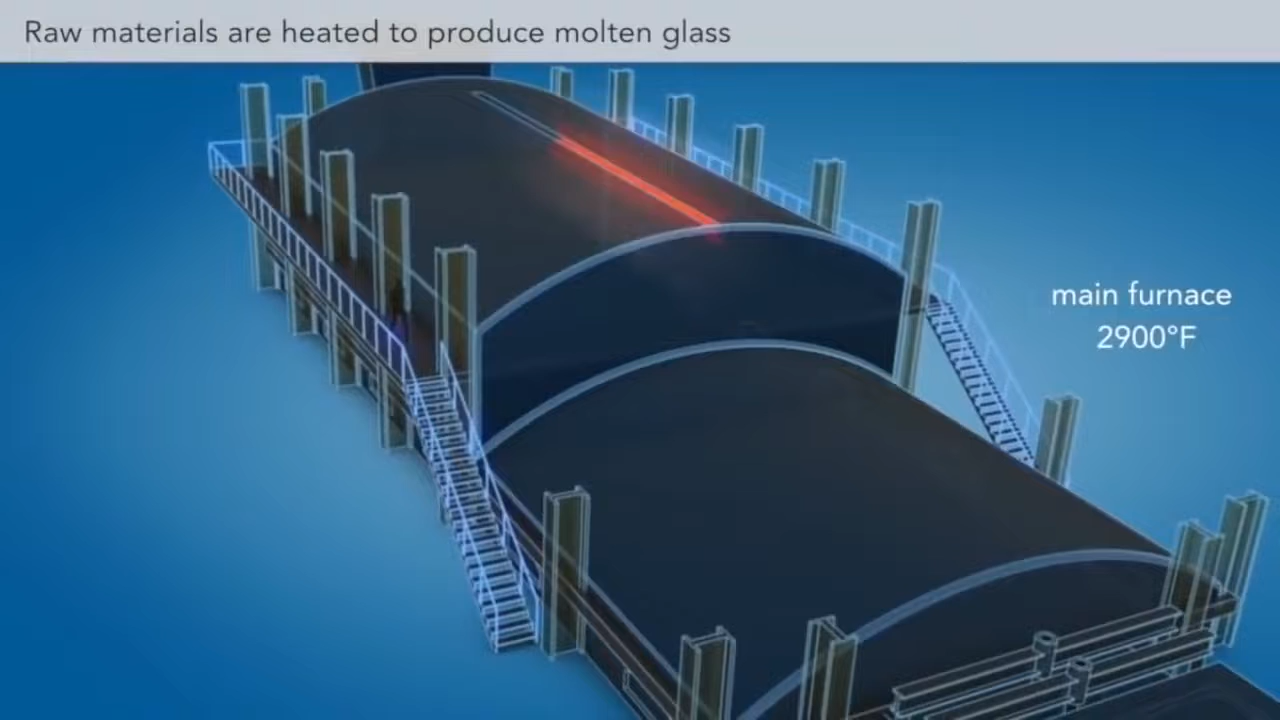 Raw materials are heated to produce molten glass
main furnace
2900°F